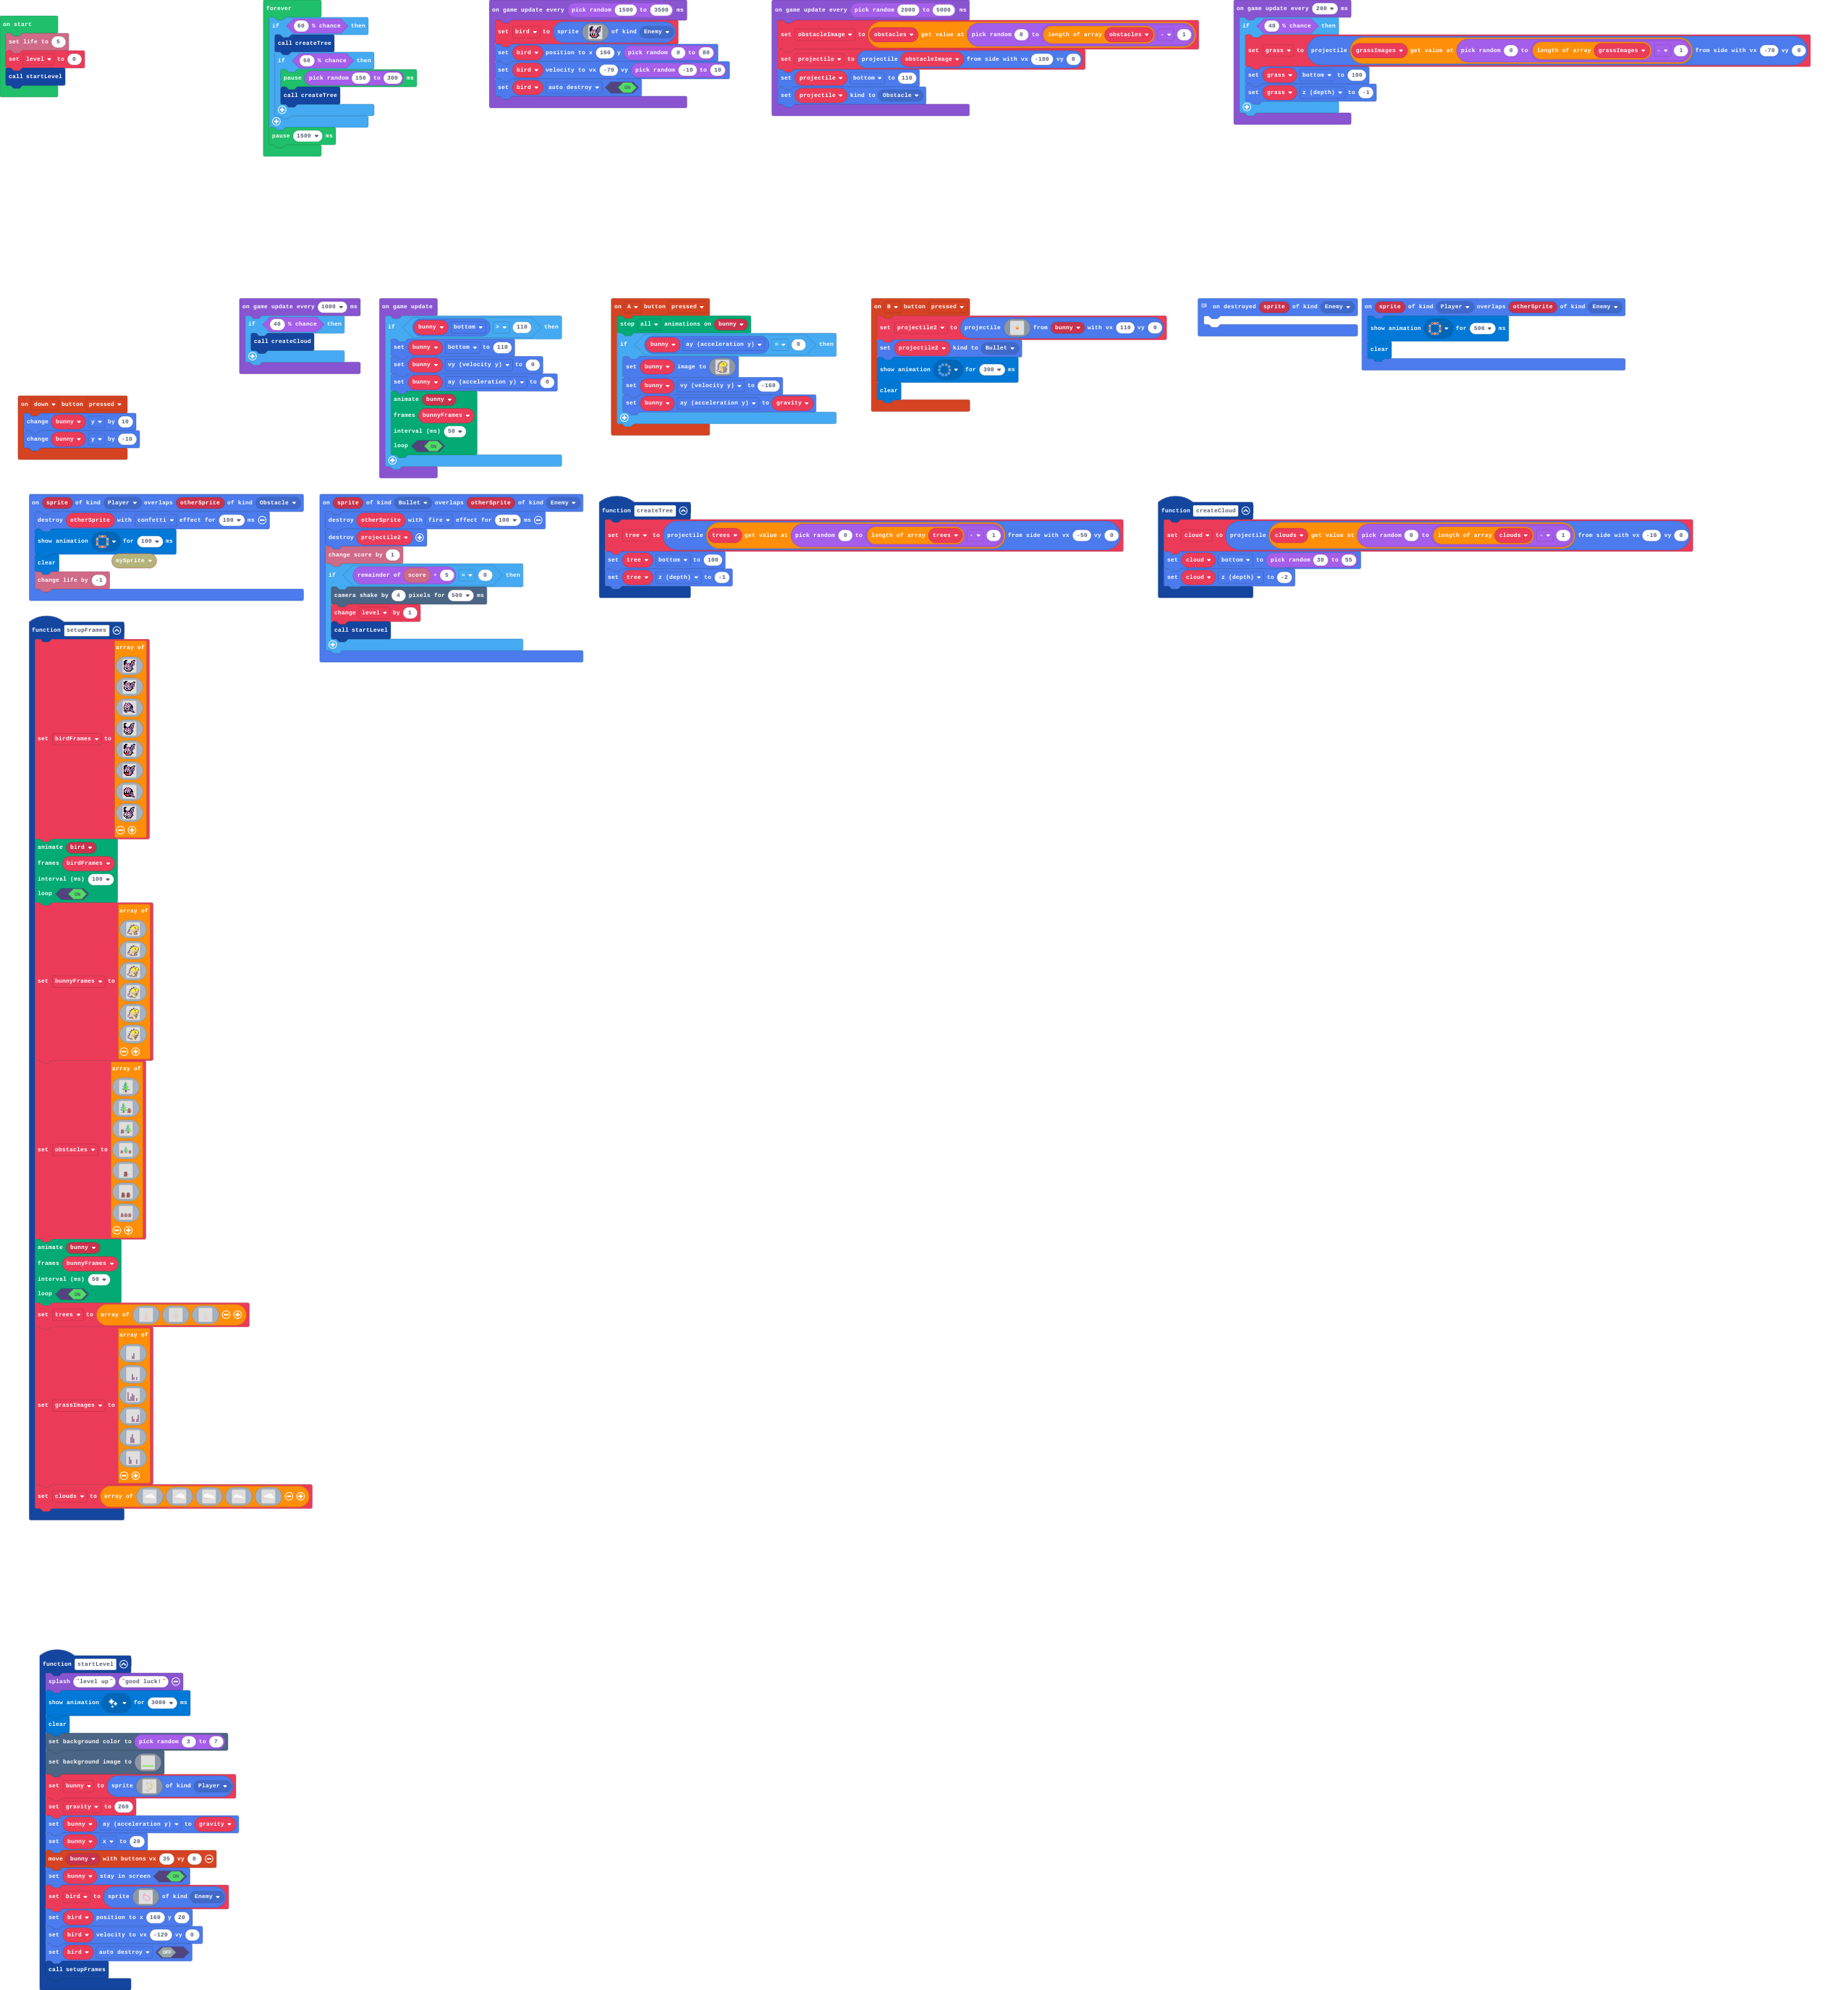 on start
set life to 5
set level to 0
call startLevel
forever
if 60 % chance then
call createTree
if 50 % chance then
pause pick random 150 to 300 ms
call createTree
pause 1500 ms
on game update every pick random 1500 to 3500 ms
set bird to sprite of kind Enemy
set bird position to x 160 y pick random 0 to 80
set bird velocity to vx -70 vy pick random -10 to 10
set bird auto destroy ON
on game update every pick random 2000 to 5000 ms
set obstacleImage to obstacles get value at pick random 0 to length of array obstacles - 1
set projectile to projectile obstacleImage from side with vx -100 vy 0
set projectile bottom to 110
set projectile kind to Obstacle
on game update every 200 ms
if 40 % chance then
set grass to projectile grassImages get value at pick random 0 to length of array grassImages - 1 from side with vx -70 vy 0
set grass bottom to 100
set grass z (depth) to -1
on game update every 1000 ms
if 40 % chance then
call createCloud
on game update
if bunny bottom > 110 then
set bunny bottom to 110
set bunny vy (velocity y) to 0
set bunny ay (acceleration y) to 0
animate bunny
frames bunnyFrames
interval (ms) 50
loop ON
on A button pressed
stop all animations on bunny
if bunny ay (acceleration y) = 0 then
set bunny image to
set bunny vy (velocity y) to -160
set bunny ay (acceleration y) to gravity
on B button pressed
set projectile2 to projectile from bunny with vx 110 vy 0
set projectile2 kind to Bullet
show animation for 300 ms
clear
on destroyed sprite of kind Enemy
on sprite of kind Player overlaps otherSprite of kind Enemy
show animation for 500 ms
clear
on down button pressed
change bunny y by 10
change bunny y by -10
on sprite of kind Player overlaps otherSprite of kind Obstacle
destroy otherSprite with confetti effect for 100 ms
show animation for 100 ms
clear
mySprite
change life by -1
on sprite of kind Bullet overlaps otherSprite of kind Enemy
destroy otherSprite with fire effect for 100 ms
destroy projectile2
change score by 1
if remainder of score ÷ 5 = 0 then
camera shake by 4 pixels for 500 ms
change level by 1
call startLevel
function createTree
set tree to projectile trees get value at pick random 0 to length of array trees - 1 from side with vx -50 vy 0
set tree bottom to 100
set tree z (depth) to -1
function createCloud
set cloud to projectile clouds get value at pick random 0 to length of array clouds - 1 from side with vx -10 vy 0
set cloud bottom to pick random 30 to 55
set cloud z (depth) to -2
function setupFrames
set birdFrames to array of
animate bird
frames birdFrames
interval (ms) 100
loop ON
set bunnyFrames to array of
set obstacles to array of
animate bunny
frames bunnyFrames
interval (ms) 50
loop ON
set trees to array of
set grassImages to array of
set clouds to array of
function startLevel
splash "level up" "good luck!"
show animation for 3000 ms
clear
set background color to pick random 3 to 7
set background image to
set bunny to sprite of kind Player
set gravity to 260
set bunny ay (acceleration y) to gravity
set bunny x to 20
move bunny with buttons vx 35 vy 0
set bunny stay in screen ON
set bird to sprite of kind Enemy
set bird position to x 160 y 20
set bird velocity to vx -120 vy 0
set bird auto destroy OFF
call setupFrames